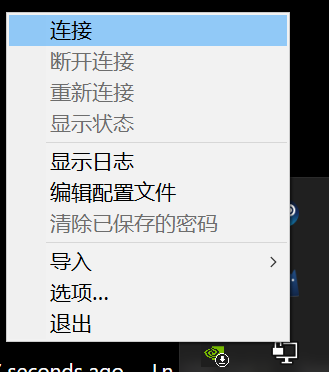 连接
断开连接
重新连接
显示状态
显示日志
编辑配置文件
清除已保存的密码
导入
选项...
退出
seconds ago